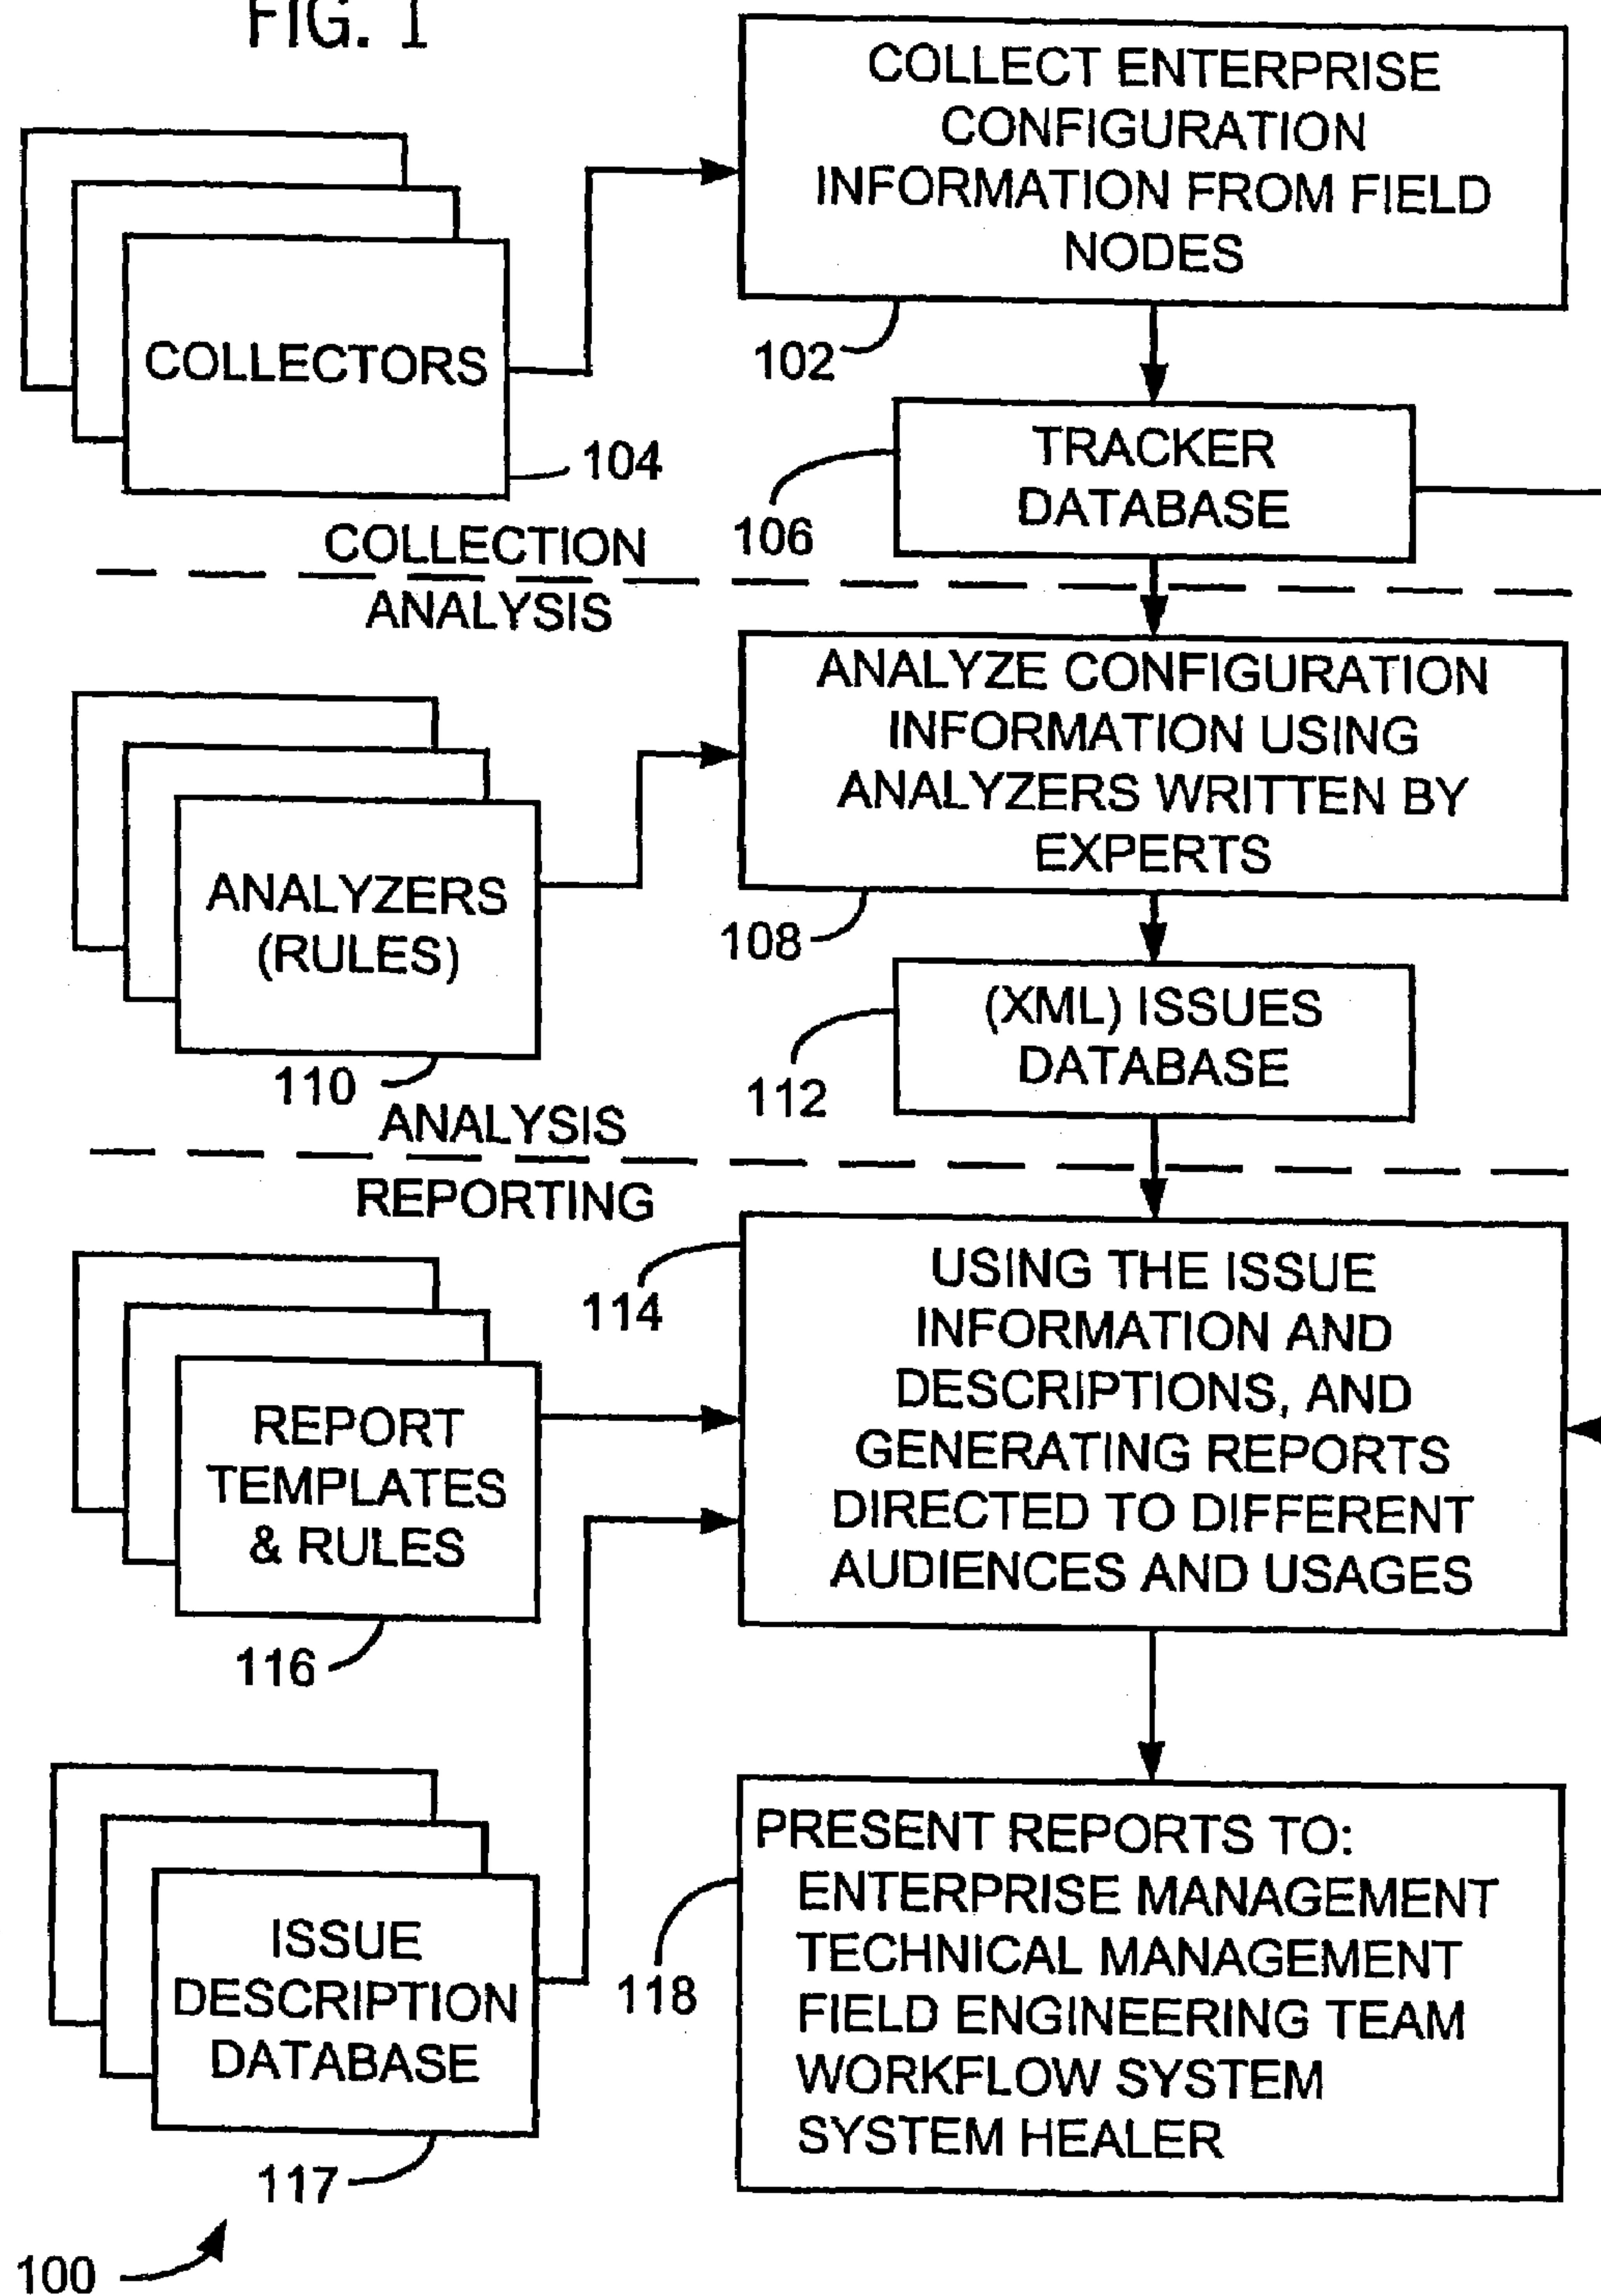 FIG. 1
COLLECT ENTERPRISE
CONFIGURATION
INFORMATION FROM FIELD
NODES
102
COLLECTORS
104
TRACKER
DATABASE
106
COLLECTION
ANALYSIS
ANALYZE CONFIGURATION
INFORMATION USING
ANALYZERS WRITTEN BY
EXPERTS
108
ANALYZERS
(RULES)
110
(XML) ISSUES
DATABASE
112
ANALYSIS
REPORTING
114
USING THE ISSUE
INFORMATION AND
DESCRIPTIONS, AND
GENERATING REPORTS
DIRECTED TO DIFFERENT
AUDIENCES AND USAGES
REPORT
TEMPLATES
& RULES
116
ISSUE
DESCRIPTION
DATABASE
117
PRESENT REPORTS TO:
ENTERPRISE MANAGEMENT
TECHNICAL MANAGEMENT
FIELD ENGINEERING TEAM
WORKFLOW SYSTEM
SYSTEM HEALER
118
100